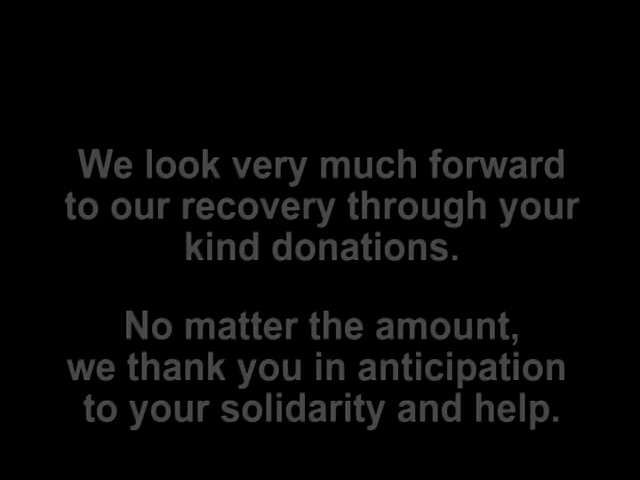 We look very much forward
to our recovery through your
kind donations.
No matter the amount,
we thank you in anticipation
to your solidarity and help.